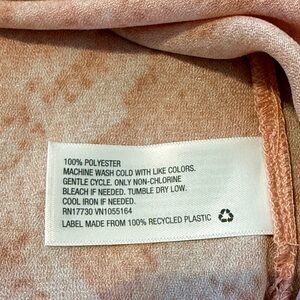 100% POLYESTER
MACHINE WASH COLD WITH LIKE COLORS.
GENTLE CYCLE. ONLY NON-CHLORINE
BLEACH IF NEEDED. TUMBLE DRY LOW.
COOL IRON IF NEEDED.
RN17730 VN1055164
LABEL MADE FROM 100% RECYCLED PLASTIC